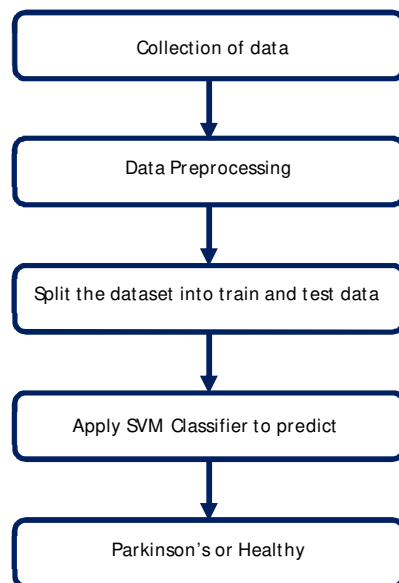 Collection of data
Data Preprocessing
Split the dataset into train and test data
Apply SVM Classifier to predict
Parkinson's or Healthy